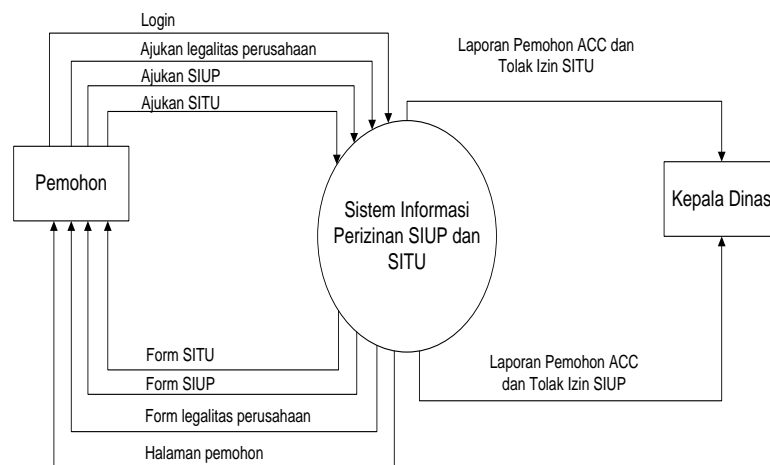 Login
Ajukan legalitas perusahaan
Ajukan SIUP
Ajukan SITU
Laporan Pemohon ACC dan
Tolak Izin SITU
Pemohon
Sistem Informasi
Perizinan SIUP dan
SITU
Kepala Dinas
Form SITU
Form SIUP
Form legalitas perusahaan
Halaman pemohon
Laporan Pemohon ACC
dan Tolak Izin SIUP